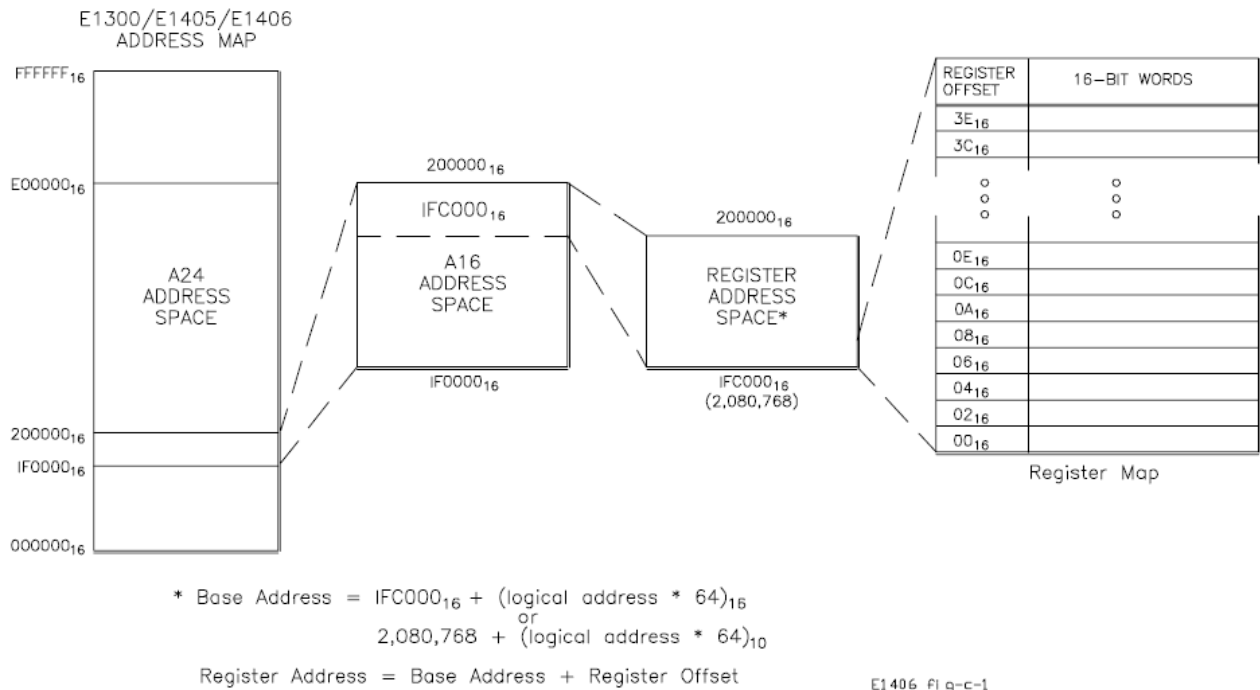 E1300/E1405/E1406
ADDRESS MAP
FFFFFF₁₆
E00000₁₆
A24
ADDRESS
SPACE
200000₁₆
IF0000₁₆
000000₁₆
200000₁₆
IFC000₁₆
A16
ADDRESS
SPACE
IF0000₁₆
200000₁₆
REGISTER
ADDRESS
SPACE*
IFC000₁₆
(2,080,768)
REGISTER
OFFSET
16-BIT WORDS
3E₁₆
3C₁₆
0E₁₆
0C₁₆
0A₁₆
08₁₆
06₁₆
04₁₆
02₁₆
00₁₆
Register Map
* Base Address = IFC000₁₆ + (logical address * 64)₁₆
or
2,080,768 + (logical address * 64)₁₀
Register Address = Base Address + Register Offset
E1406 fig-c-1